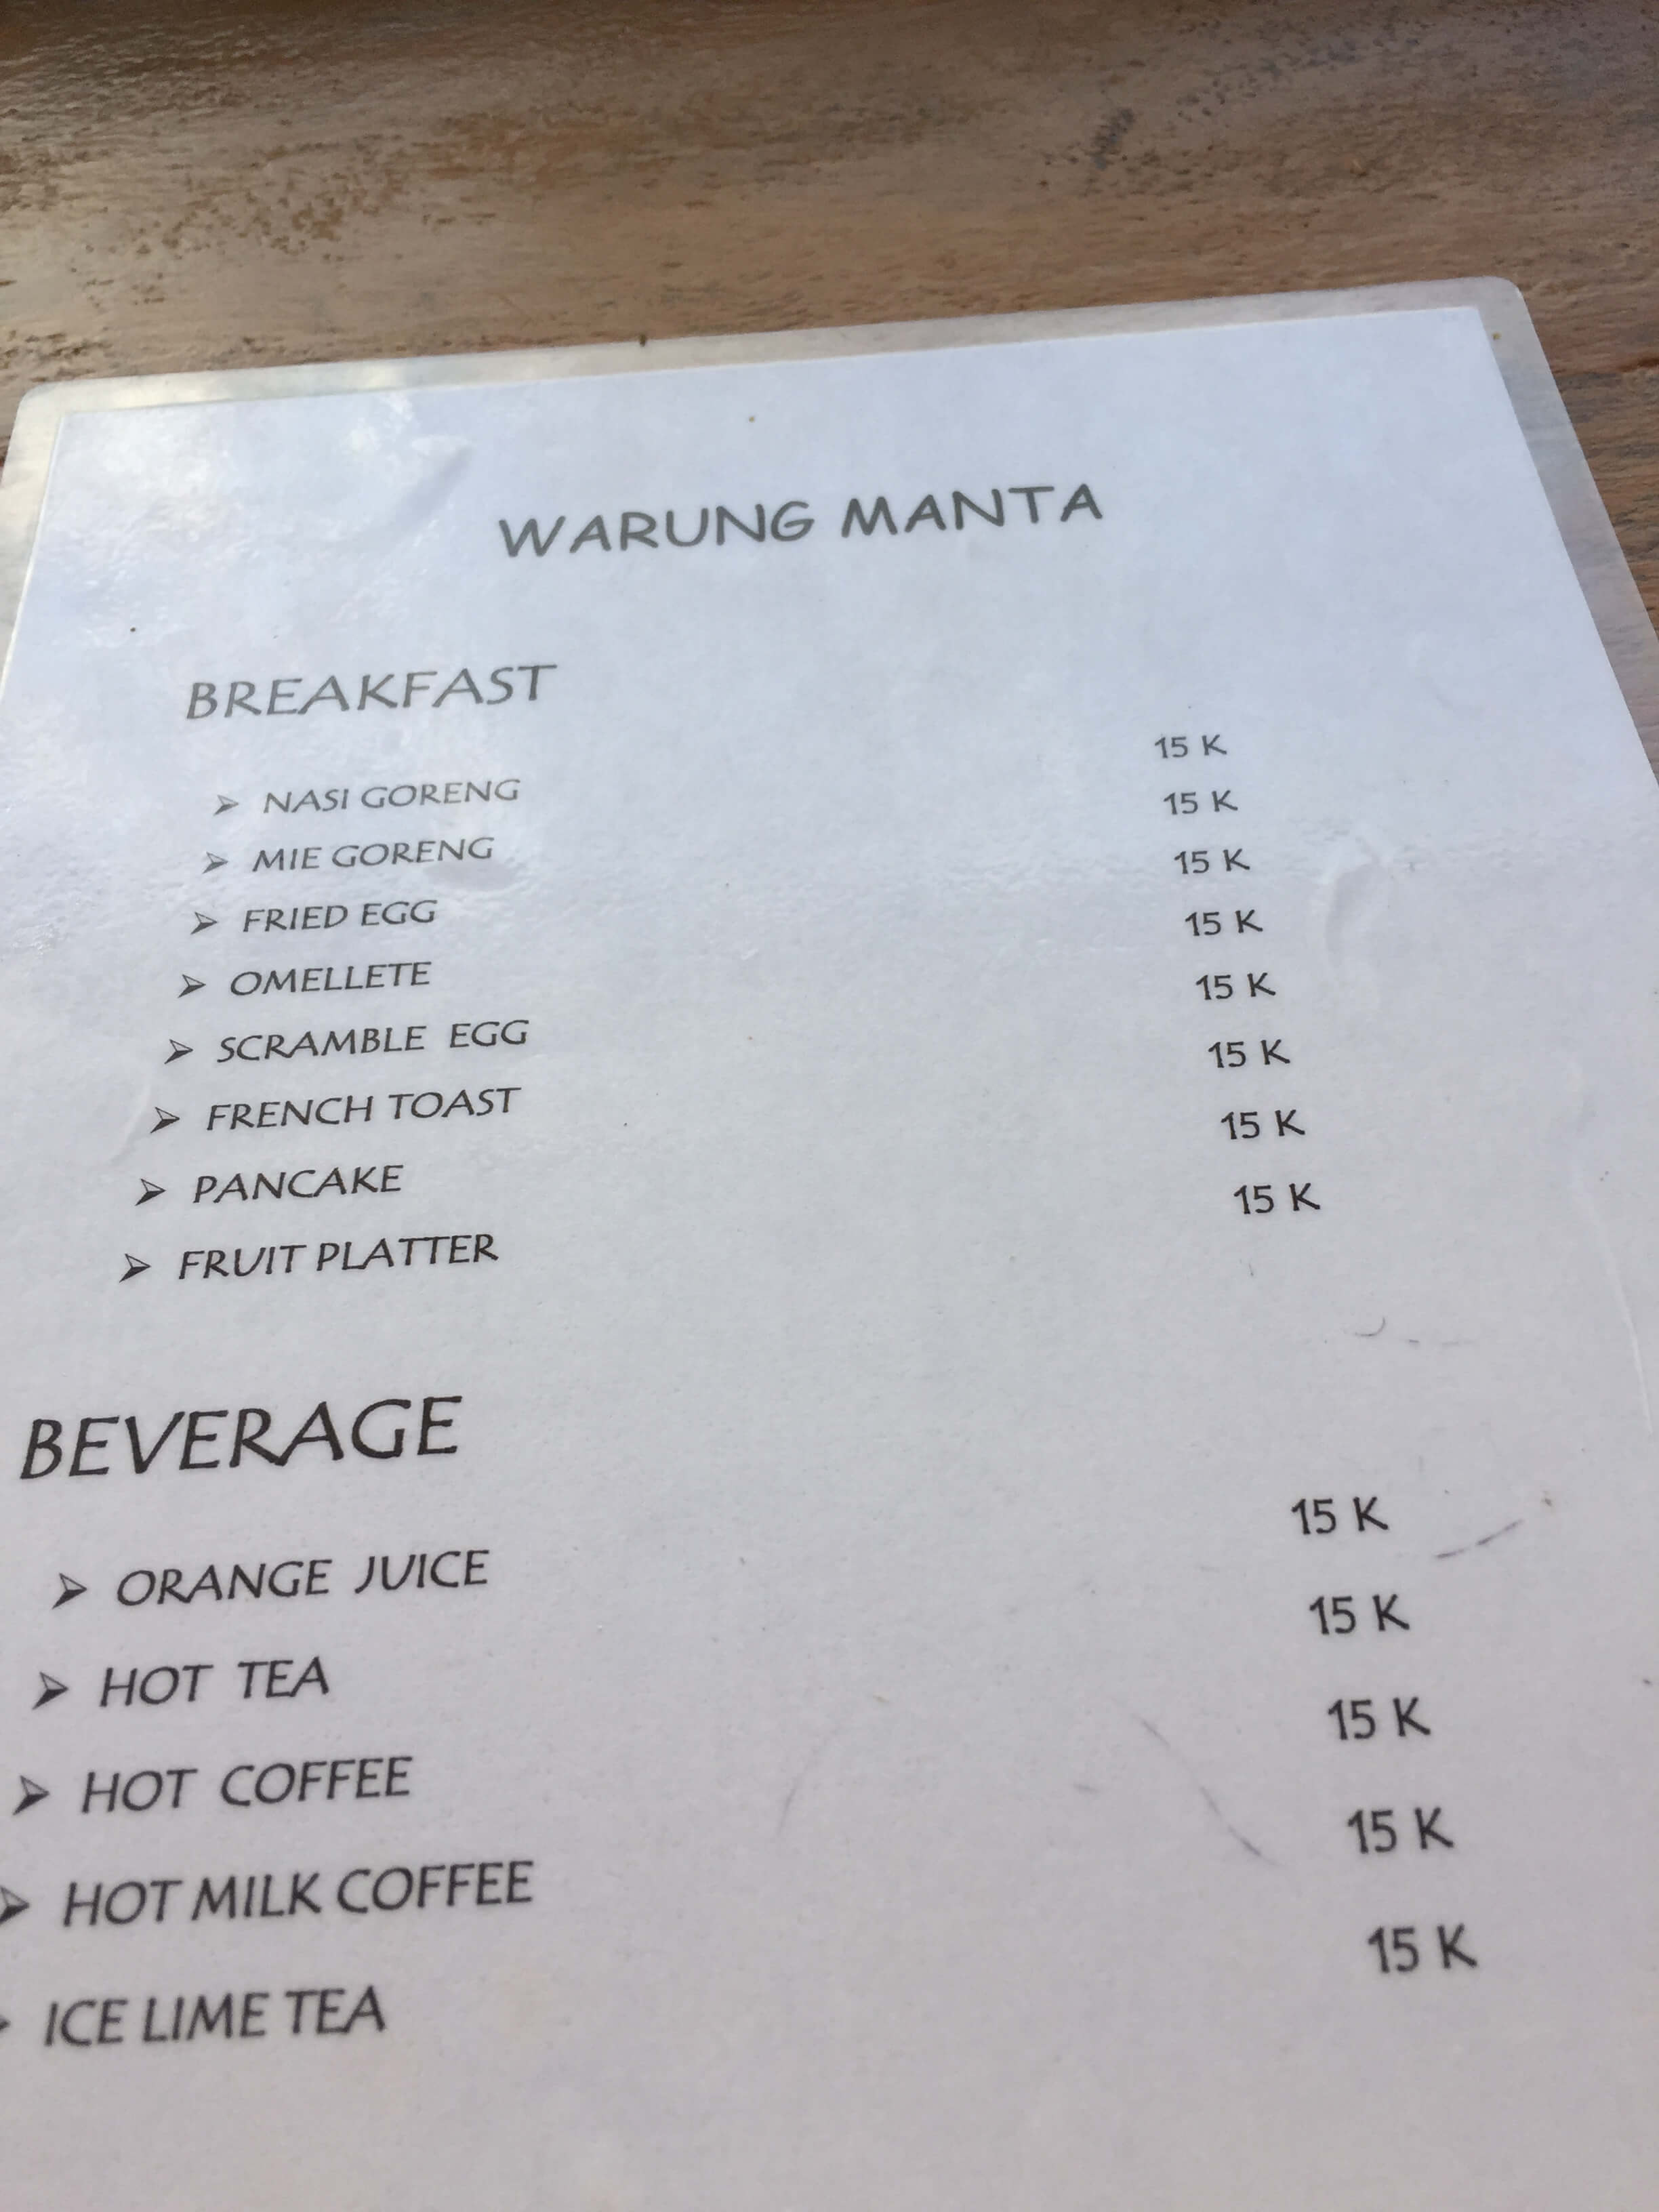 WARUNG MANTA
BREAKFAST
➢ NASI GORENG 15 K
➢ MIE GORENG 15 K
➢ FRIED EGG 15 K
➢ OMELLETE 15 K
➢ SCRAMBLE EGG 15 K
➢ FRENCH TOAST 15 K
➢ PANCAKE 15 K
➢ FRUIT PLATTER 15 K
BEVERAGE
➢ ORANGE JUICE 15 K
➢ HOT TEA 15 K
➢ HOT COFFEE 15 K
➢ HOT MILK COFFEE 15 K
➢ ICE LIME TEA 15 K